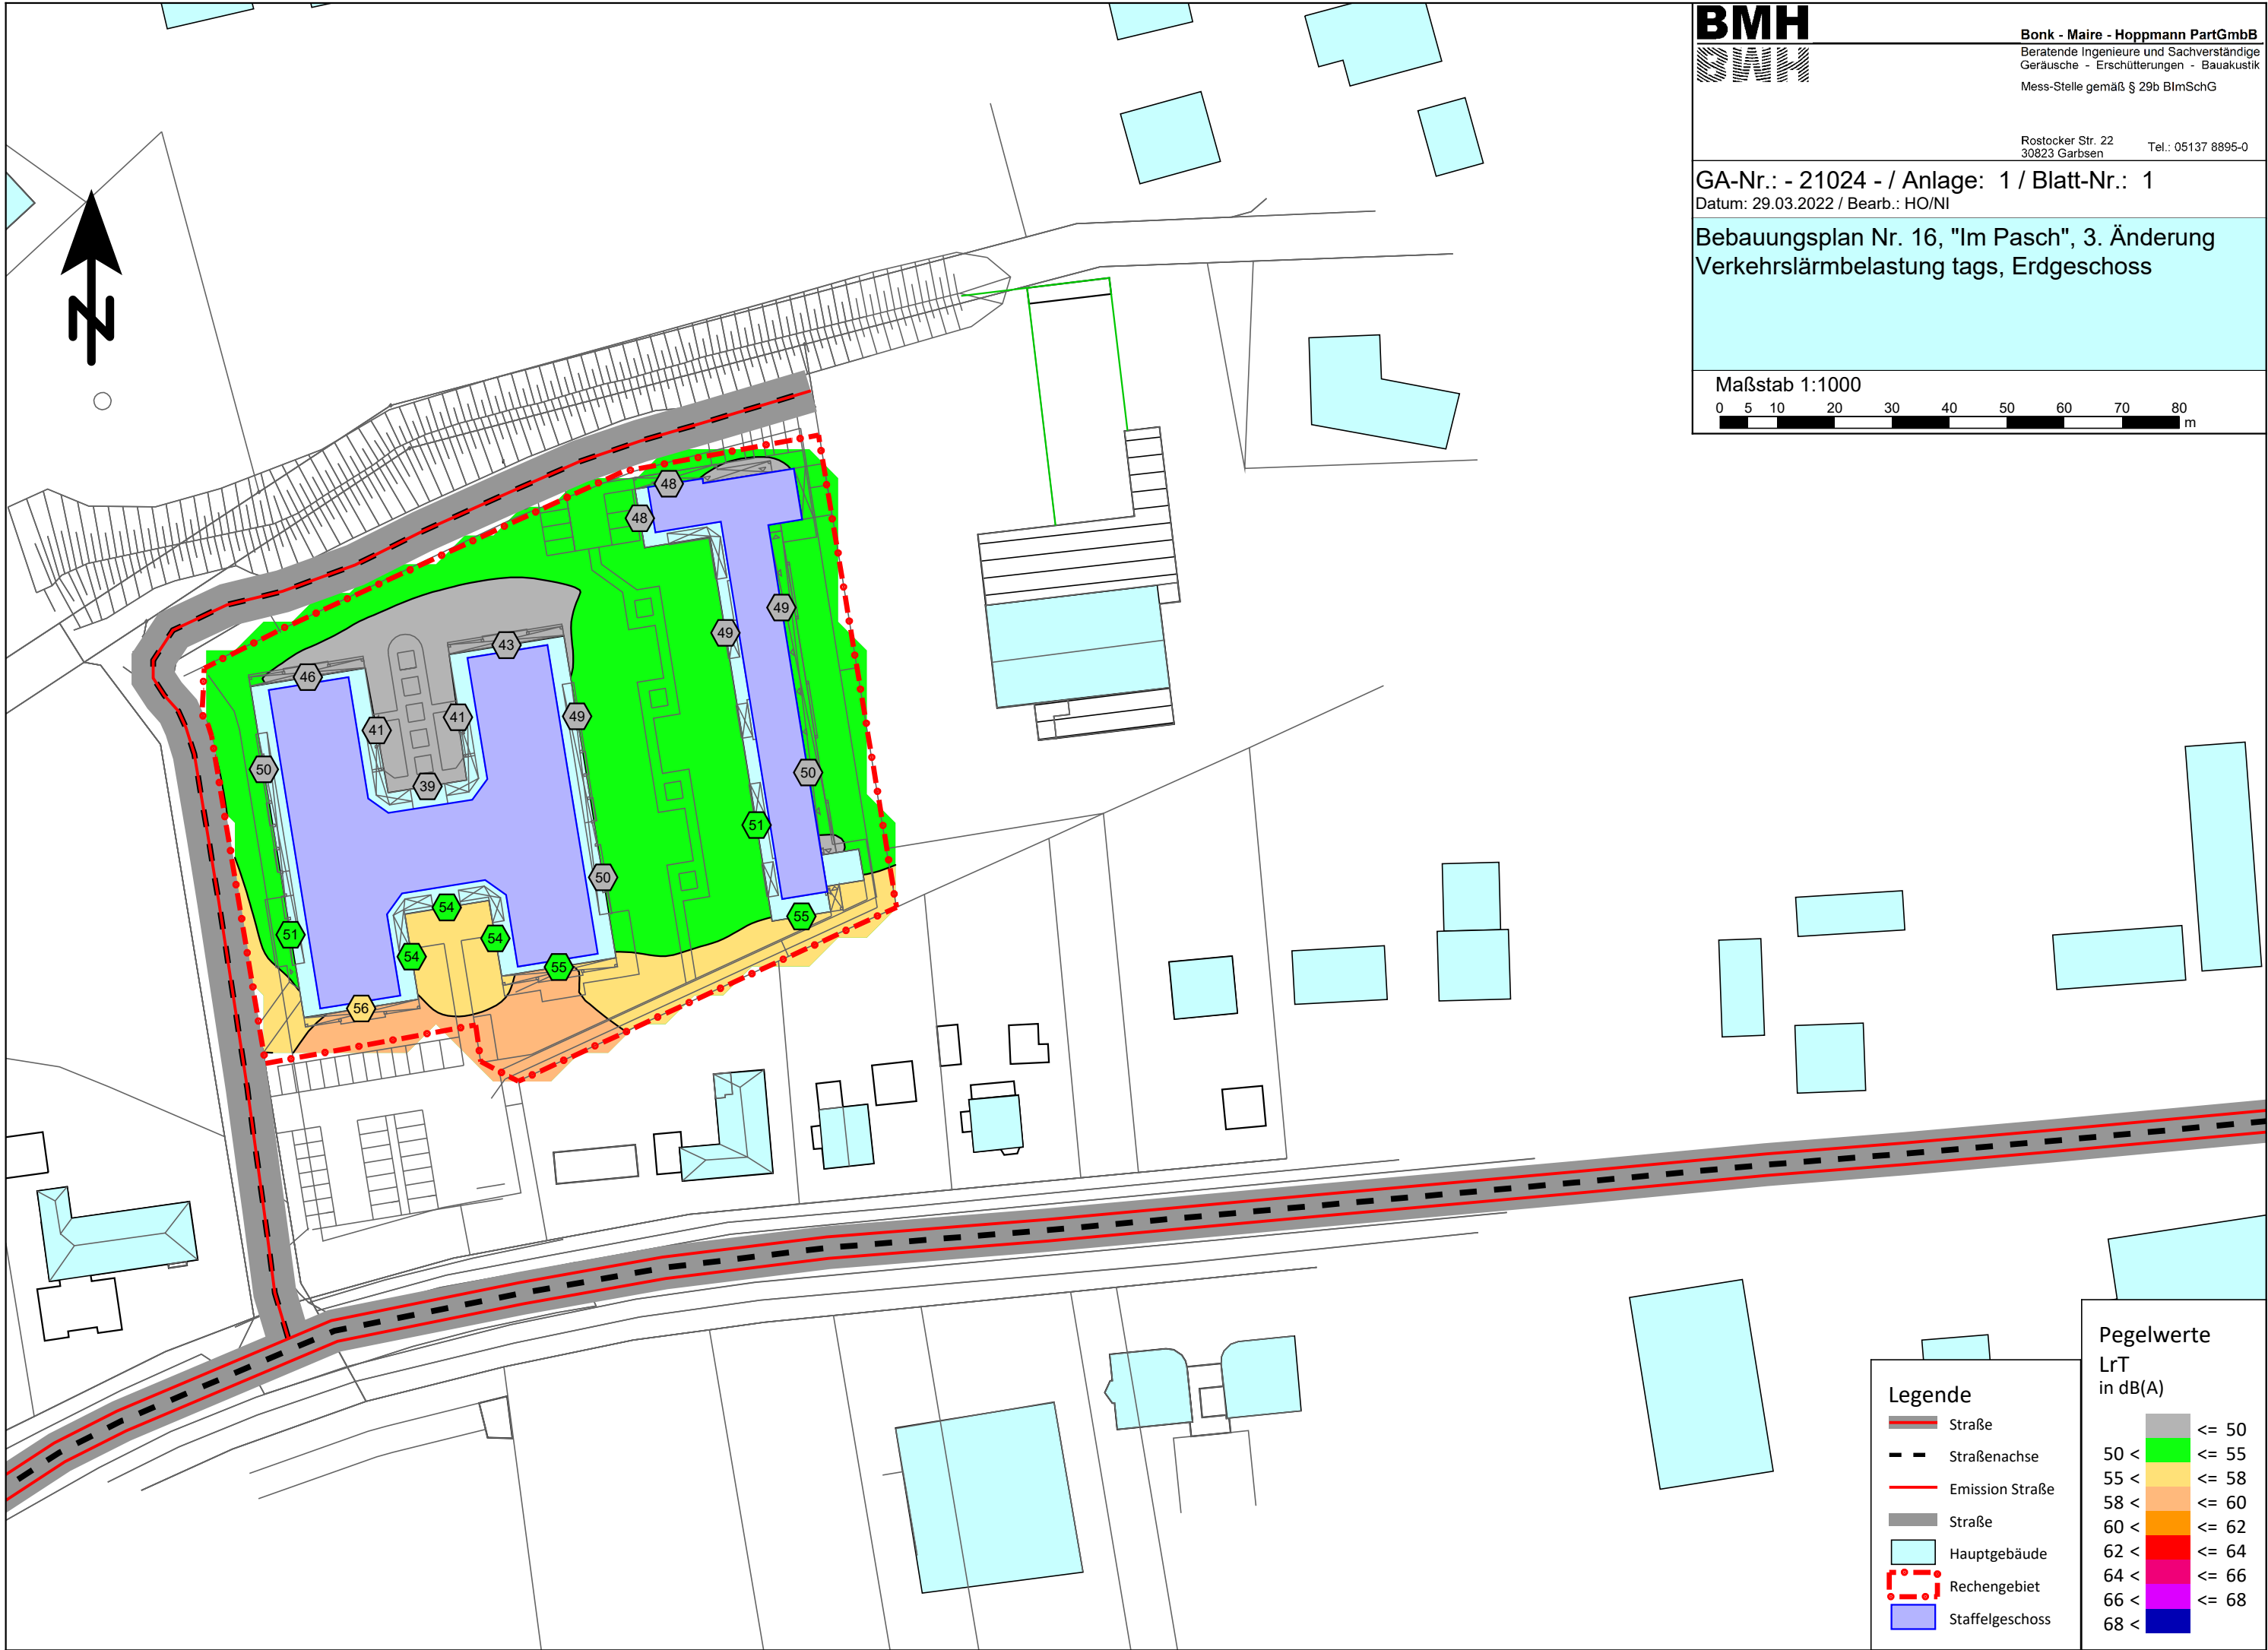 BMH
BMH
Bonk - Maire - Hoppmann PartGmbB
Beratende Ingenieure und Sachverständige
Geräusche - Erschütterungen - Bauakustik
Mess-Stelle gemäß § 29b BImSchG
Rostocker Str. 22
30823 Garbsen Tel.: 05137 8895-0
GA-Nr.: - 21024 - / Anlage: 1 / Blatt-Nr.: 1
Datum: 29.03.2022 / Bearb.: HO/NI
Bebauungsplan Nr. 16, "Im Pasch", 3. Änderung
Verkehrslärmbelastung tags, Erdgeschoss
Maßstab 1:1000
0 5 10 20 30 40 50 60 70 80
m
N
48
48
49
49
43
46
41
41
49
50
50
39
51
50
54
55
51
54
54
55
56
Legende
Straße
Straßenachse
Emission Straße
Straße
Hauptgebäude
Rechengebiet
Staffelgeschoss
Pegelwerte
LrT
in dB(A)
<= 50
50 < <= 55
55 < <= 58
58 < <= 60
60 < <= 62
62 < <= 64
64 < <= 66
66 < <= 68
68 <